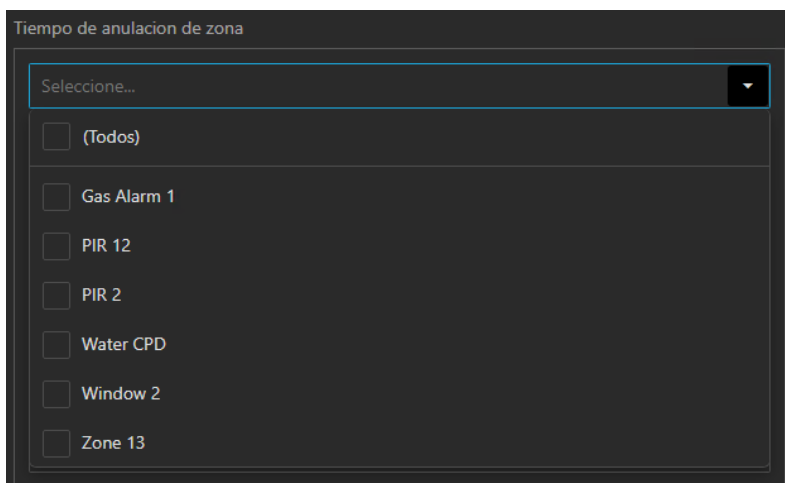 Tiempo de anulacion de zona
Seleccione...
(Todos)
Gas Alarm 1
PIR 12
PIR 2
Water CPD
Window 2
Zone 13